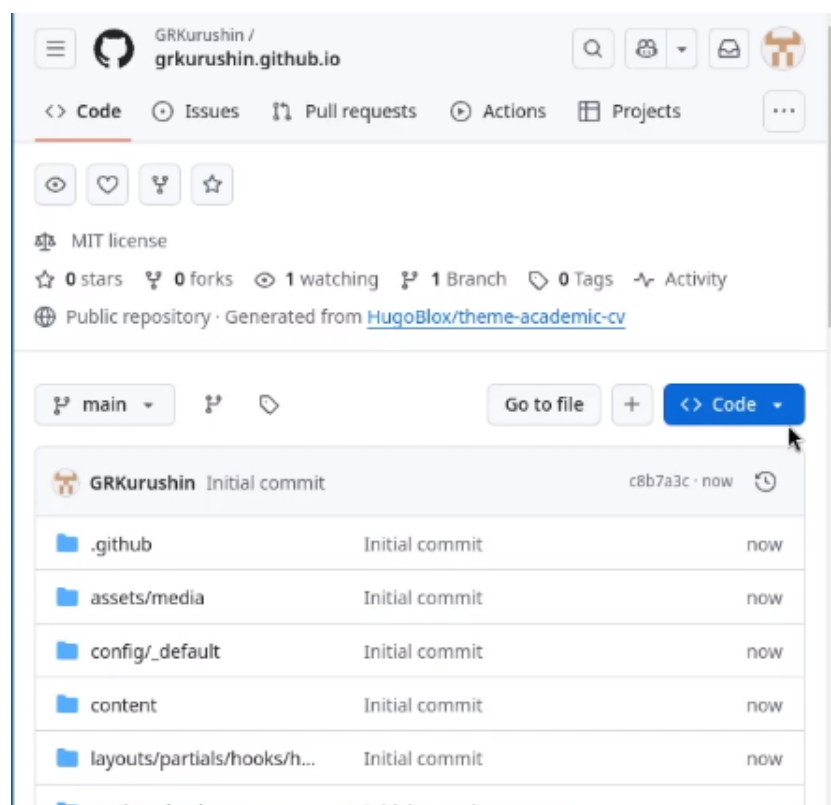 GRKurushin /
grkurushin.github.io
Code Issues Pull requests Actions Projects
MIT license
0 stars 0 forks 1 watching 1 Branch 0 Tags Activity
Public repository · Generated from HugoBlox/theme-academic-cv
main Go to file + Code
GRKurushin Initial commit c8b7a3c · now
.github Initial commit now
assets/media Initial commit now
config/_default Initial commit now
content Initial commit now
layouts/partials/hooks/h... Initial commit now